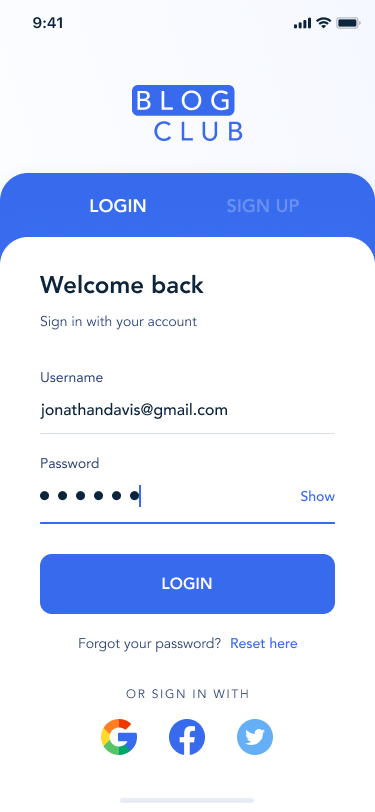 9:41
BLOG
CLUB
LOGIN SIGN UP
Welcome back
Sign in with your account
Username
jonathandavis@gmail.com
Password
Show
LOGIN
Forgot your password? Reset here
OR SIGN IN WITH